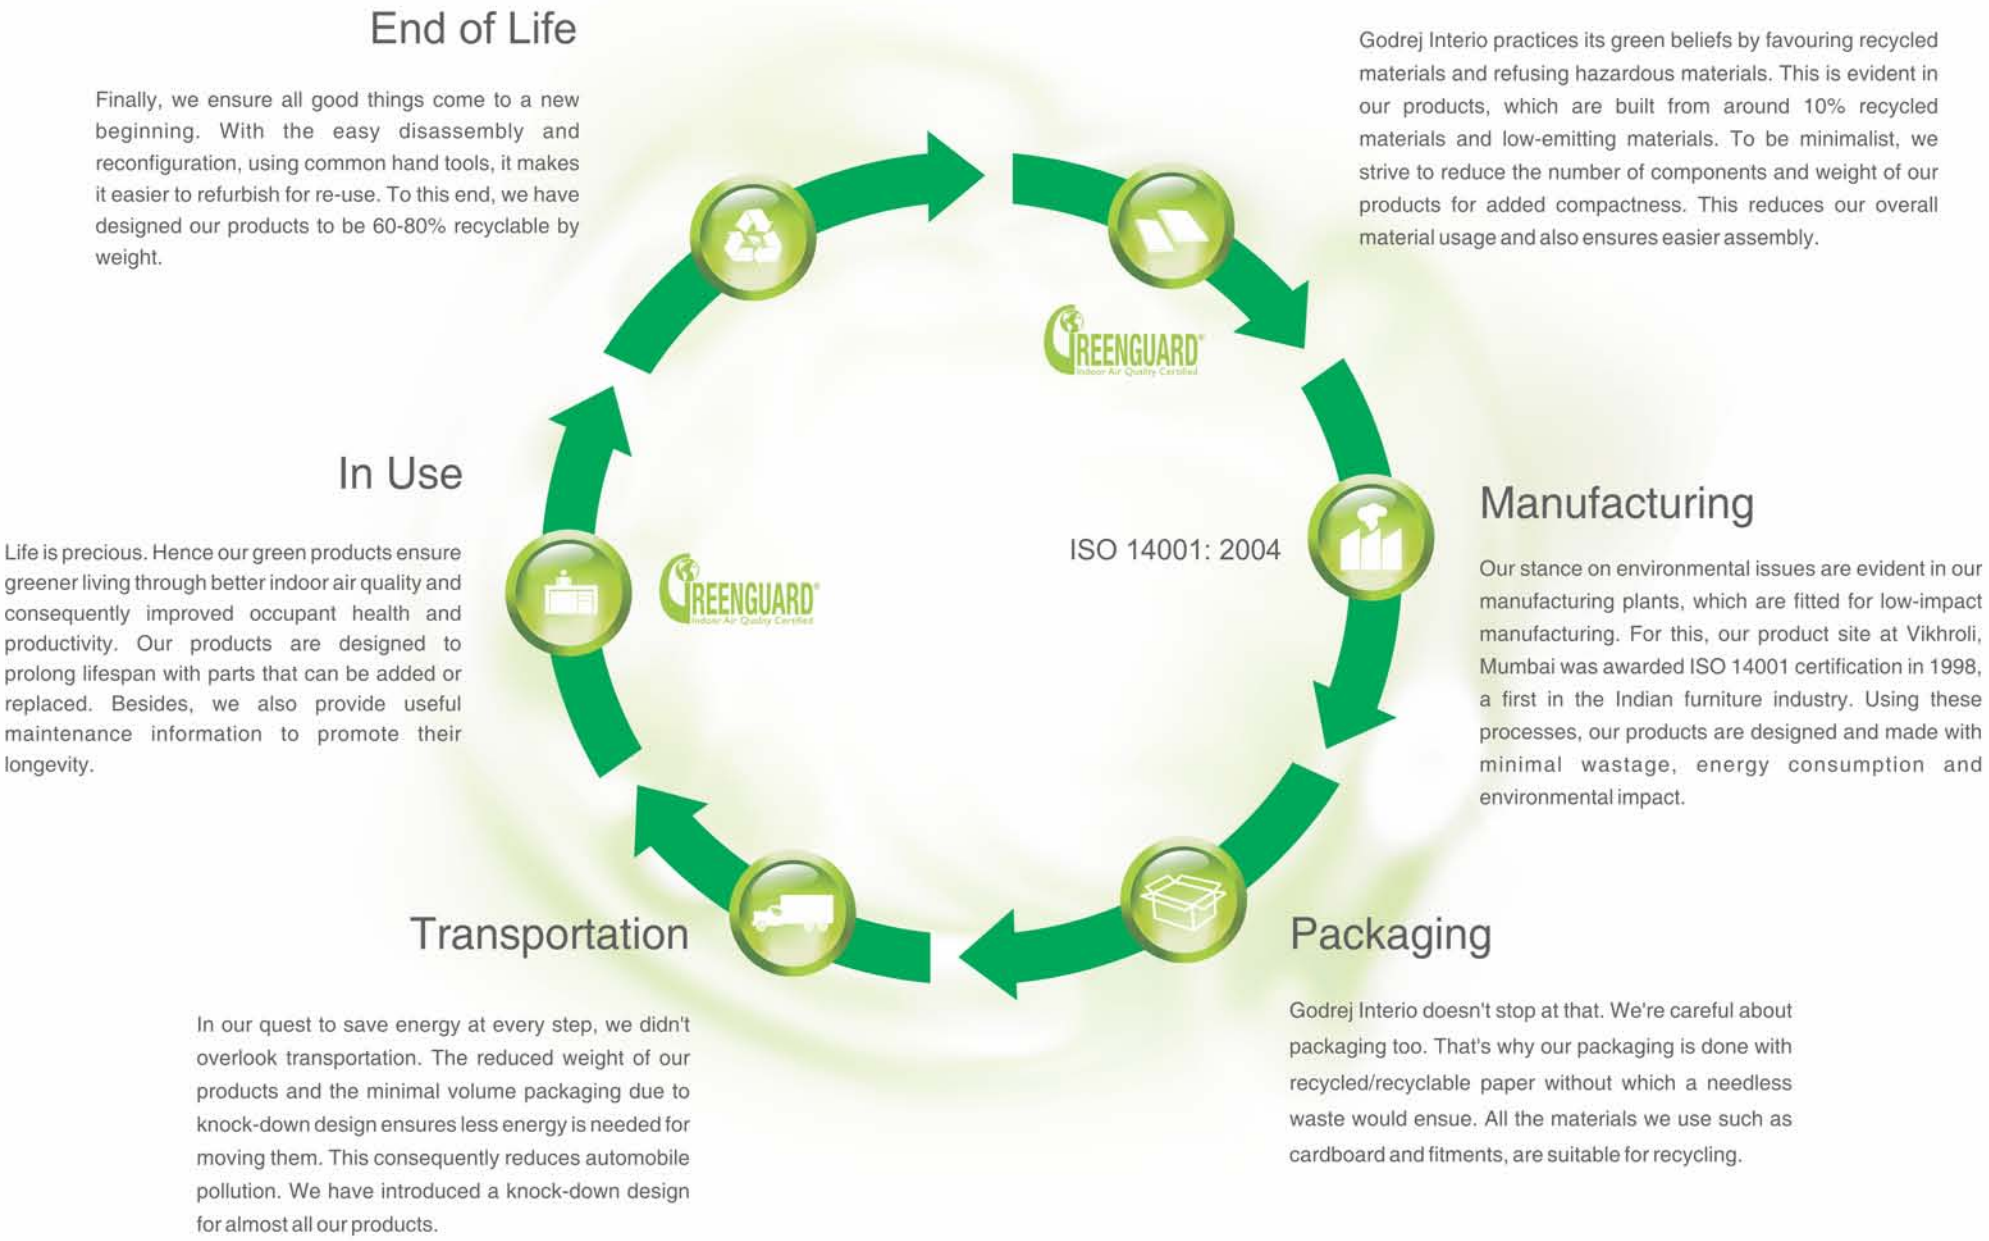 End of Life
Finally, we ensure all good things come to a new
beginning. With the easy disassembly and
reconfiguration, using common hand tools, it makes
it easier to refurbish for re-use. To this end, we have
designed our products to be 60-80% recyclable by
weight.
Godrej Interio practices its green beliefs by favouring recycled
materials and refusing hazardous materials. This is evident in
our products, which are built from around 10% recycled
materials and low-emitting materials. To be minimalist, we
strive to reduce the number of components and weight of our
products for added compactness. This reduces our overall
material usage and also ensures easier assembly.
GREENGUARD®
Indoor Air Quality Certified
In Use
Life is precious. Hence our green products ensure
greener living through better indoor air quality and
consequently improved occupant health and
productivity. Our products are designed to
prolong lifespan with parts that can be added or
replaced. Besides, we also provide useful
maintenance information to promote their
longevity.
GREENGUARD®
Indoor Air Quality Certified
ISO 14001: 2004
Manufacturing
Our stance on environmental issues are evident in our
manufacturing plants, which are fitted for low-impact
manufacturing. For this, our product site at Vikhroli,
Mumbai was awarded ISO 14001 certification in 1998,
a first in the Indian furniture industry. Using these
processes, our products are designed and made with
minimal wastage, energy consumption and
environmental impact.
Transportation
In our quest to save energy at every step, we didn't
overlook transportation. The reduced weight of our
products and the minimal volume packaging due to
knock-down design ensures less energy is needed for
moving them. This consequently reduces automobile
pollution. We have introduced a knock-down design
for almost all our products.
Packaging
Godrej Interio doesn't stop at that. We're careful about
packaging too. That's why our packaging is done with
recycled/recyclable paper without which a needless
waste would ensue. All the materials we use such as
cardboard and fitments, are suitable for recycling.